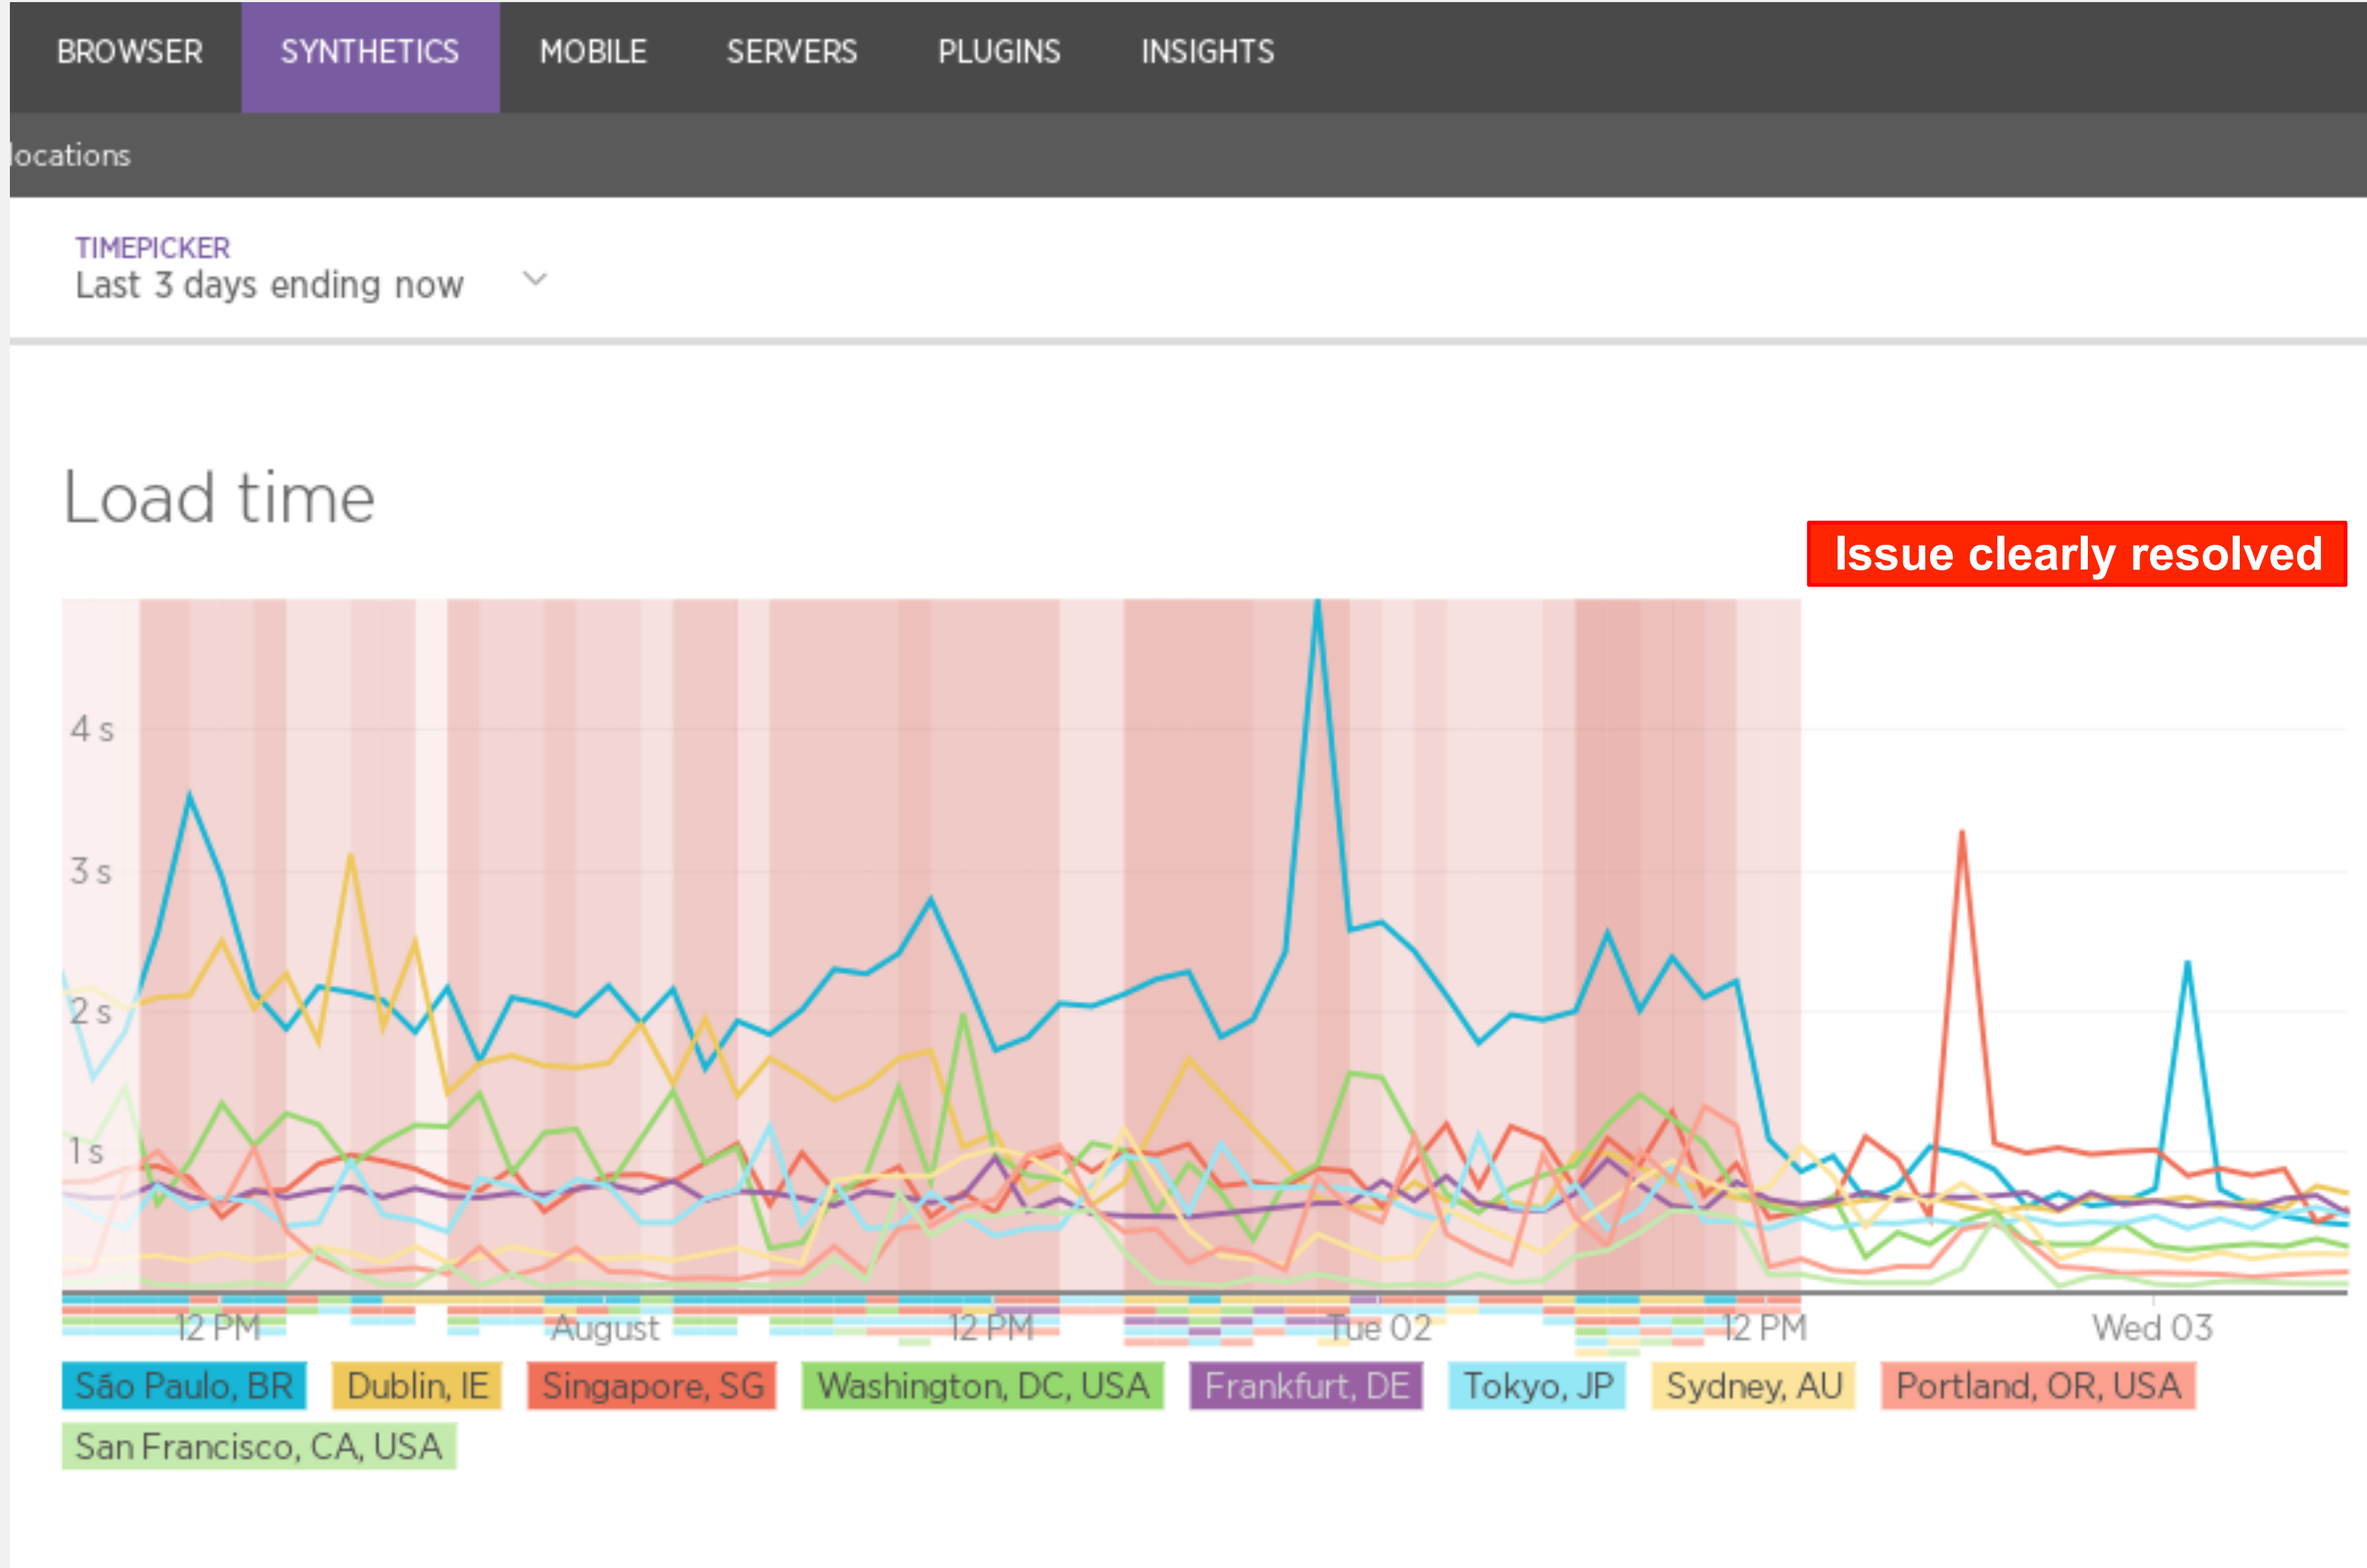 BROWSER SYNTHETICS MOBILE SERVERS PLUGINS INSIGHTS
locations
TIMEPICKER
Last 3 days ending now
Load time
Issue clearly resolved
4 s
3 s
2 s
1 s
12 PM August 12 PM Tue 02 12 PM Wed 03
São Paulo, BR Dublin, IE Singapore, SG Washington, DC, USA Frankfurt, DE Tokyo, JP Sydney, AU Portland, OR, USA
San Francisco, CA, USA